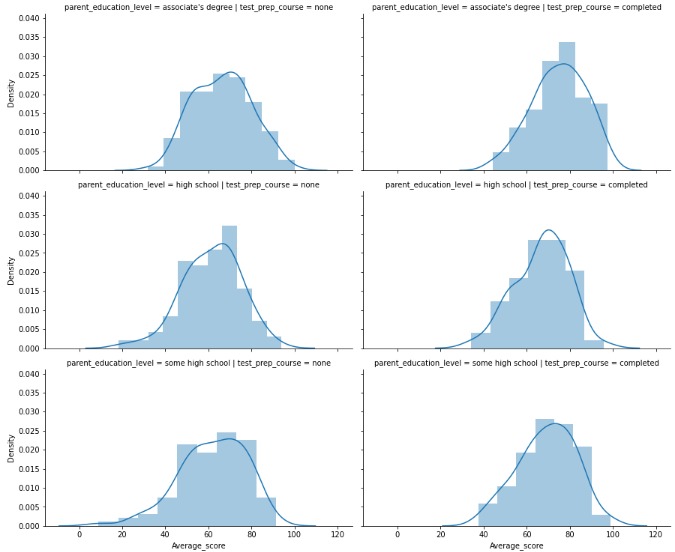 parent_education_level = associate's degree | test_prep_course = none
parent_education_level = associate's degree | test_prep_course = completed
0.040
0.035
0.030
0.025
0.020
0.015
0.010
0.005
0.000
Density
parent_education_level = high school | test_prep_course = none
parent_education_level = high school | test_prep_course = completed
0.040
0.035
0.030
0.025
0.020
0.015
0.010
0.005
0.000
Density
parent_education_level = some high school | test_prep_course = none
parent_education_level = some high school | test_prep_course = completed
0.040
0.035
0.030
0.025
0.020
0.015
0.010
0.005
0.000
Density
0 20 40 60 80 100 120
0 20 40 60 80 100 120
Average_score
Average_score